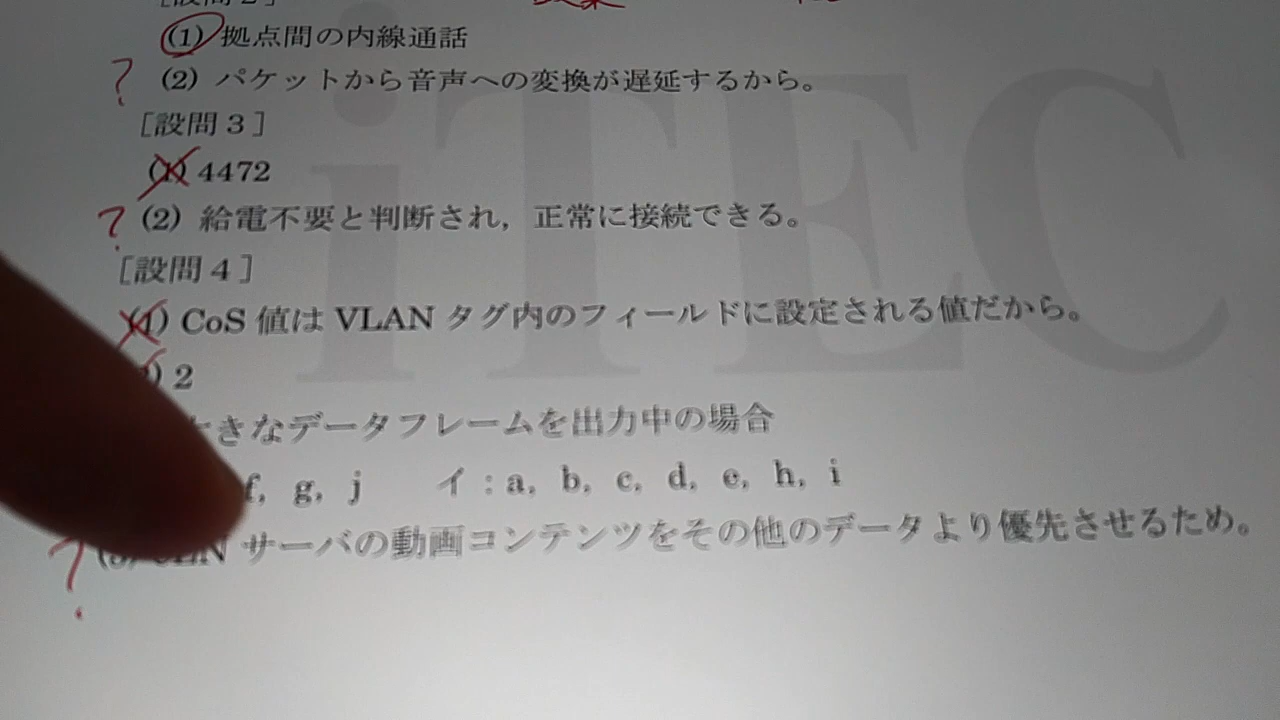 [設問2]
(1) 拠点間の内線通話
? (2) パケットから音声への変換が遅延するから。
[設問3]
(1) 4472
? (2) 給電不要と判断され,正常に接続できる。
[設問4]
(1) CoS 値は VLAN タグ内のフィールドに設定される値だから。
) 2
きなデータフレームを出力中の場合
f, g, j イ:a, b, c, d, e, h, i
? サーバの動画コンテンツをその他のデータより優先させるため。
iTEC